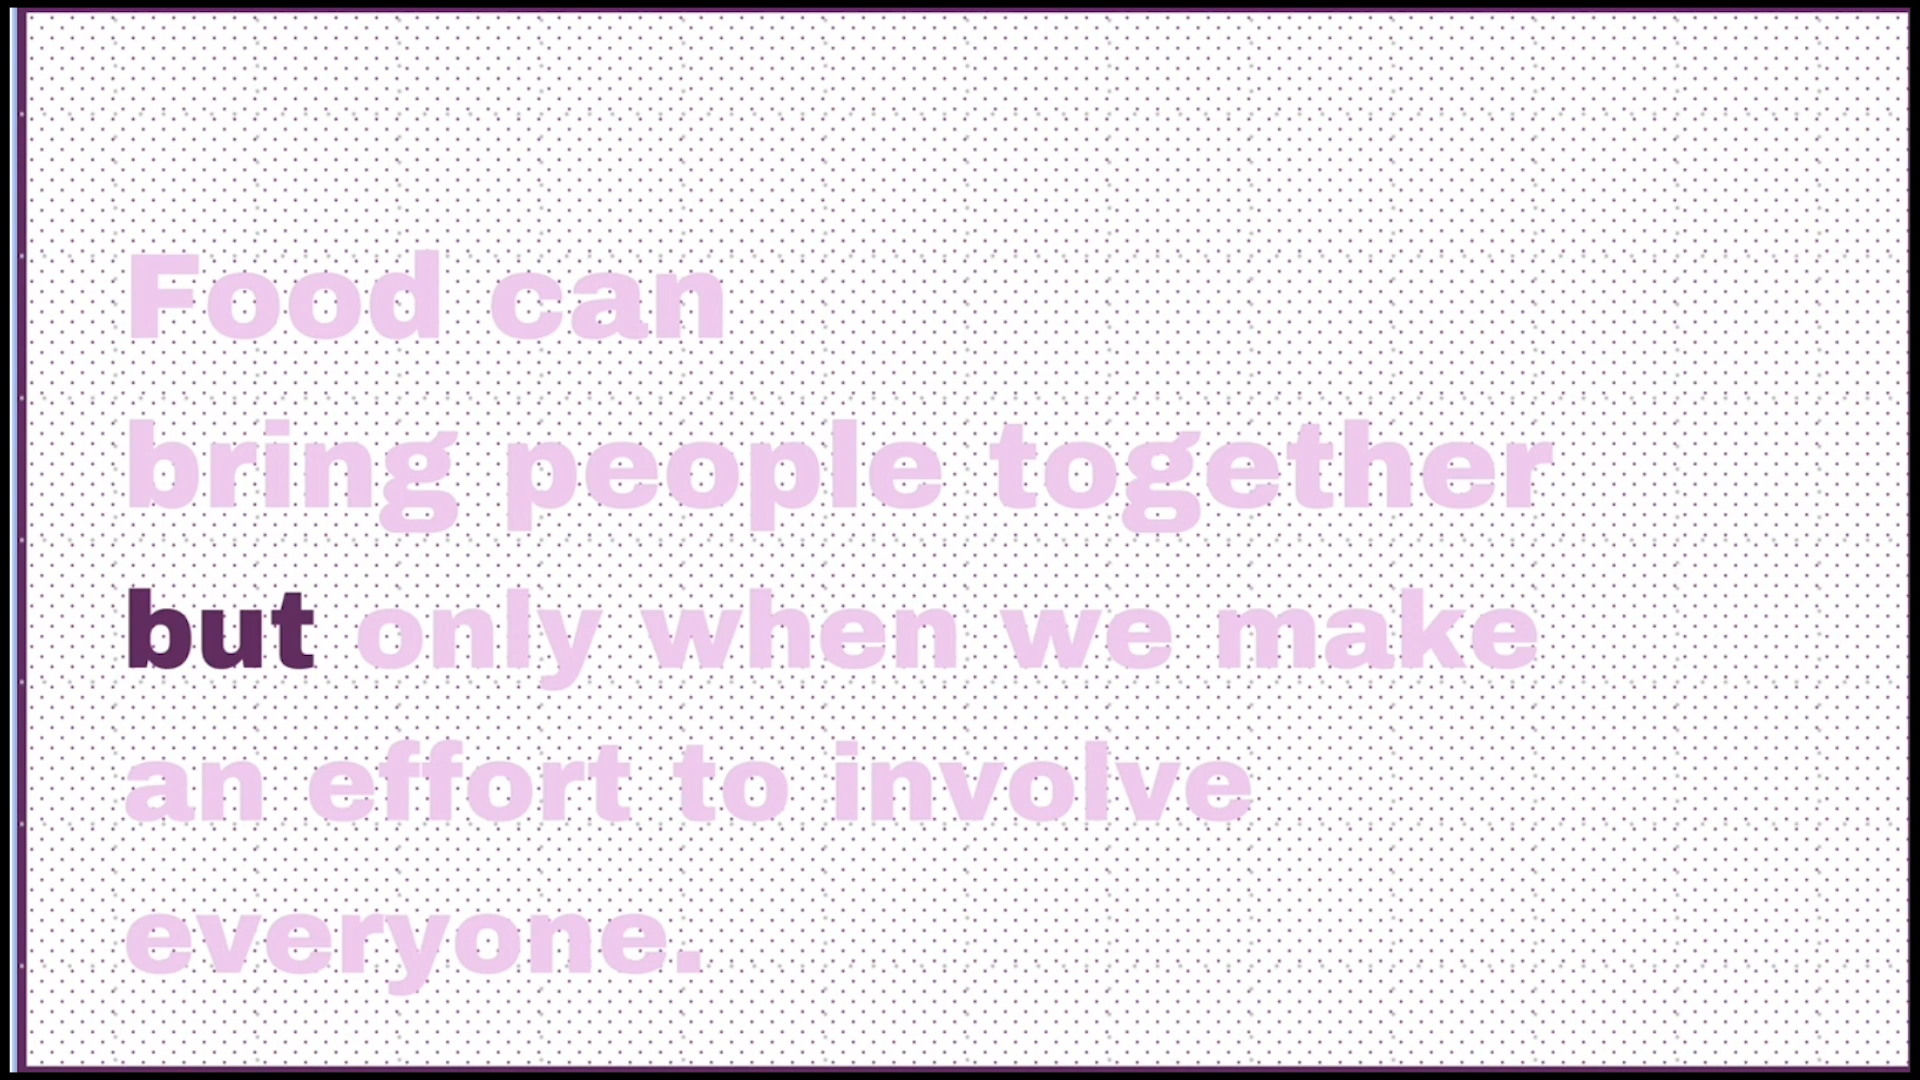 Food can
bring people together
but only when we make
an effort to involve
everyone.